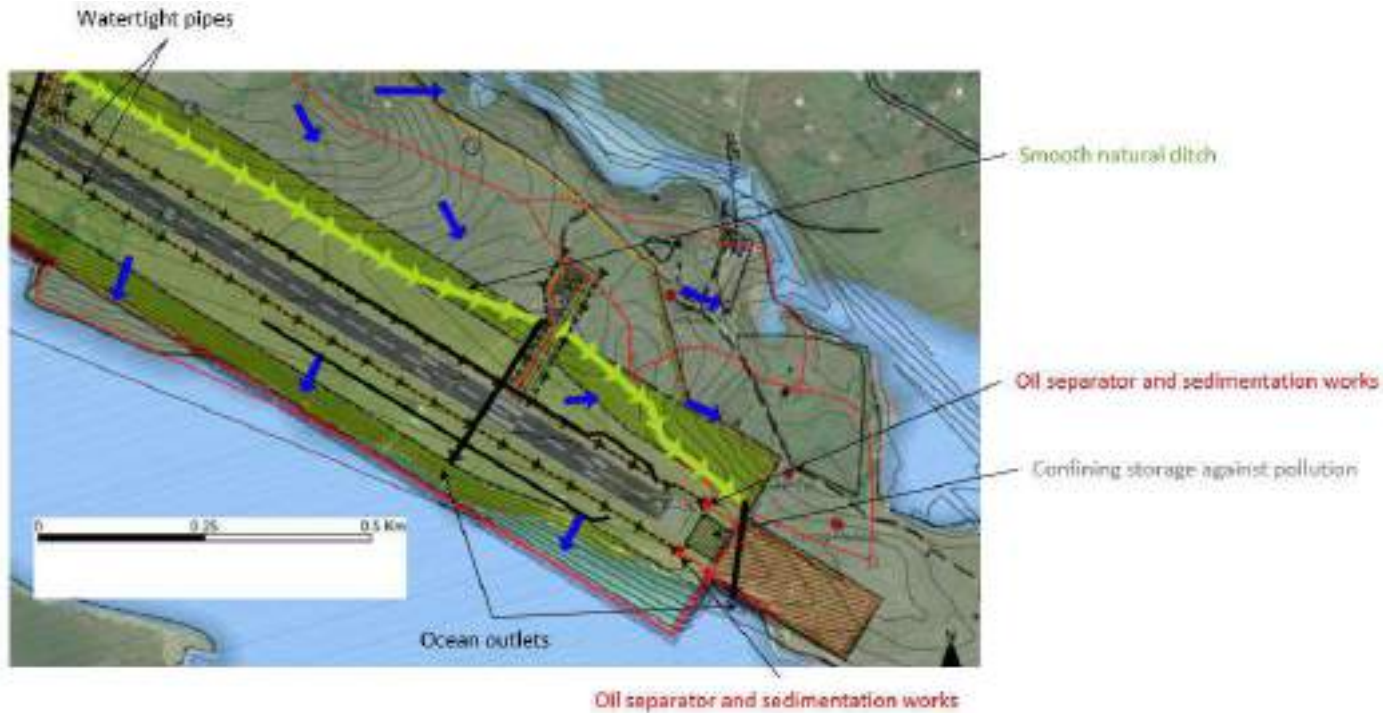 Watertight pipes
Smooth natural ditch
Oil separator and sedimentation works
Confining storage against pollution
0 0.25 0.5 Km
Ocean outlets
Oil separator and sedimentation works